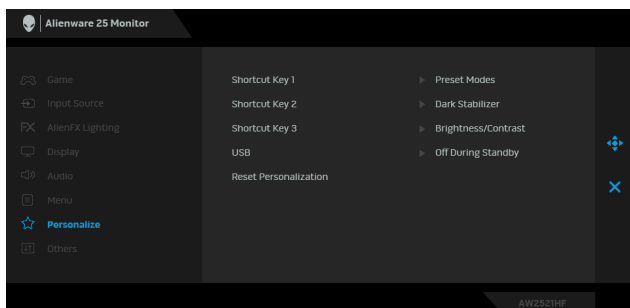 Alienware 25 Monitor
Game
Input Source
AlienFX Lighting
Display
Audio
Menu
Personalize
Others
Shortcut Key 1 Preset Modes
Shortcut Key 2 Dark Stabilizer
Shortcut Key 3 Brightness/Contrast
USB Off During Standby
Reset Personalization
AW2521HF